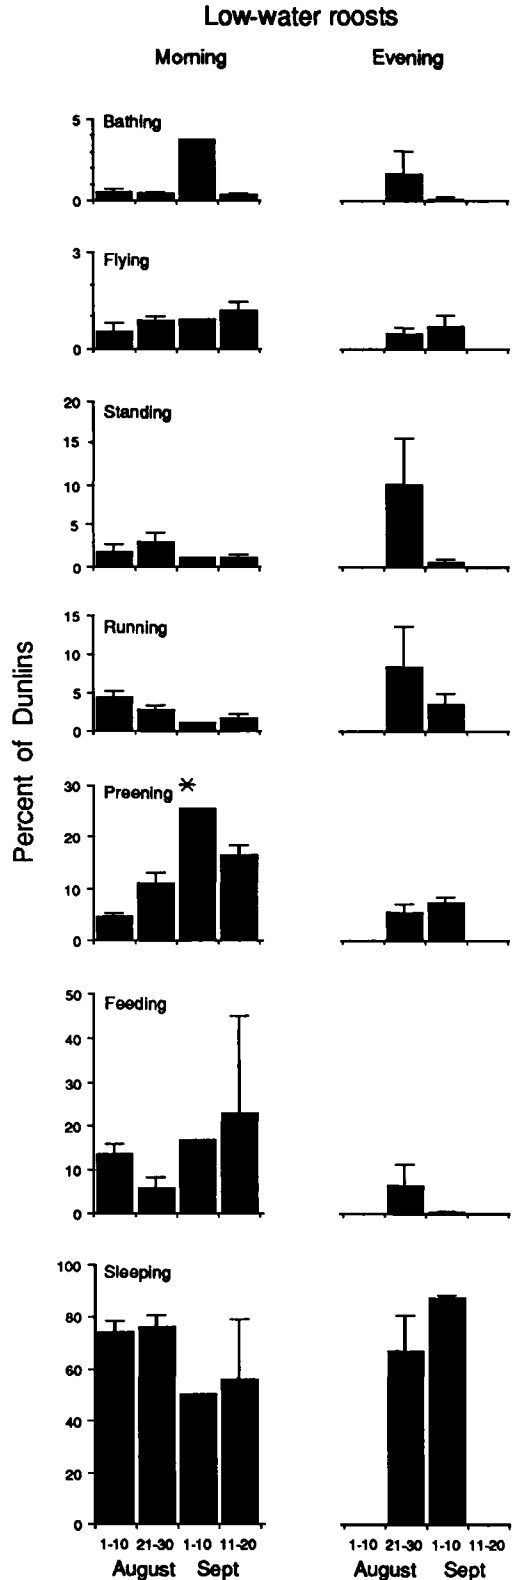 Low-water roosts
Morning Evening
Bathing
5
0
Flying
3
0
Standing
20
15
10
5
0
Running
15
10
5
0
Percent of Dunlins
Preening
30
20
10
0
Feeding
50
40
30
20
10
0
Sleeping
100
80
60
40
20
0
1-10 21-30 1-10 11-20 1-10 21-30 1-10 11-20
August Sept August Sept